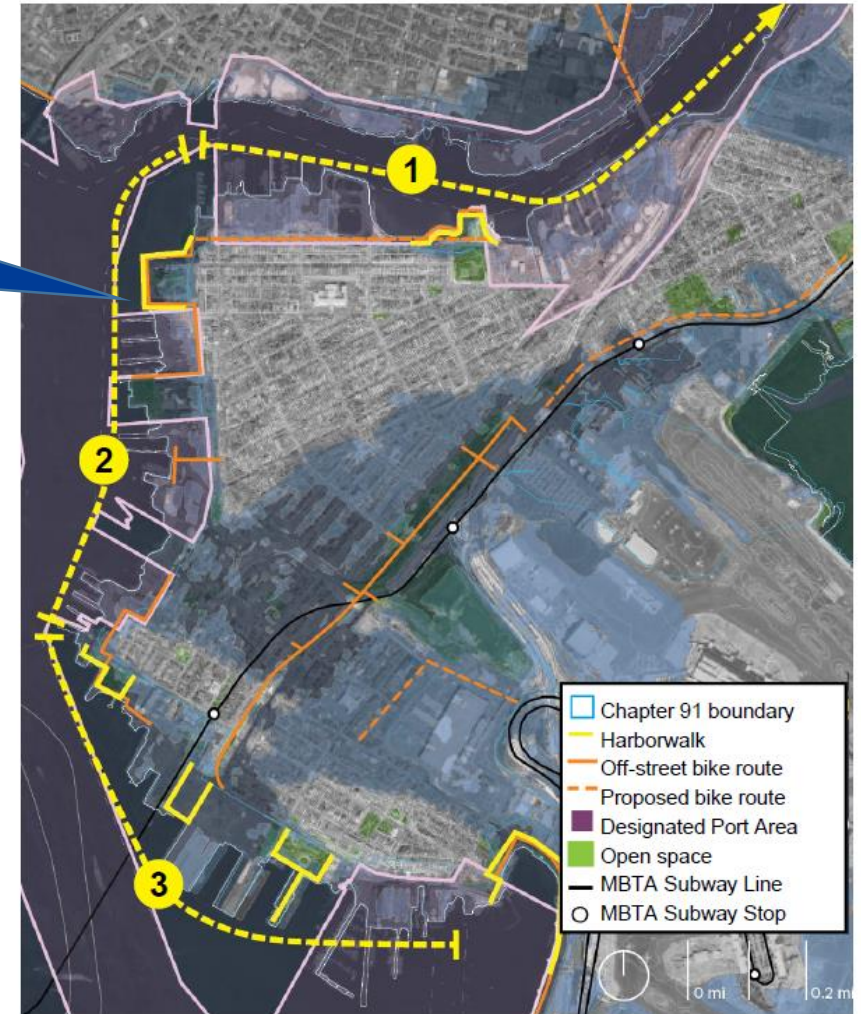 1
2
3
Chapter 91 boundary
Harborwalk
Off-street bike route
Proposed bike route
Designated Port Area
Open space
MBTA Subway Line
MBTA Subway Stop
0 mi
0.2 mi